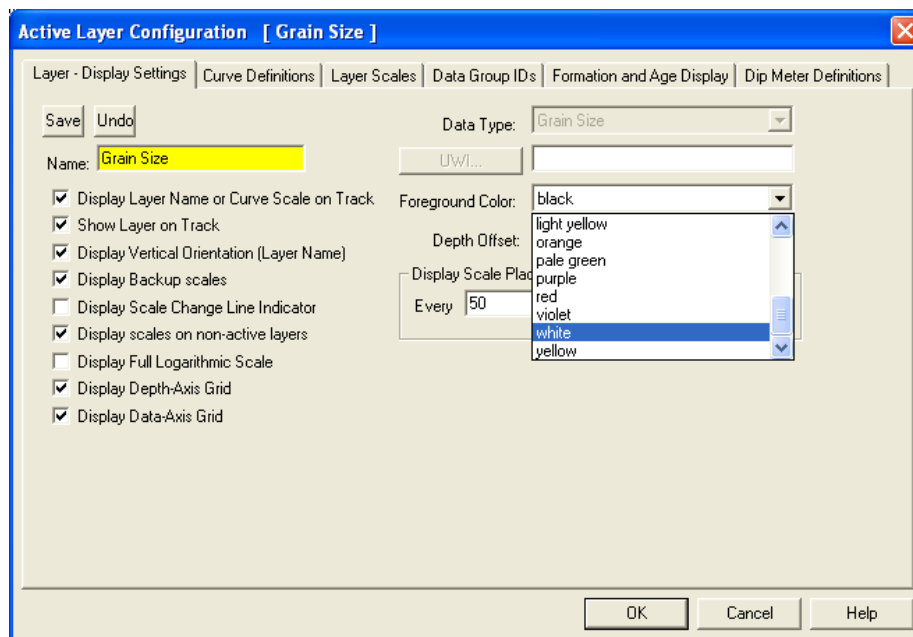 Active Layer Configuration [ Grain Size ]
Layer - Display Settings Curve Definitions Layer Scales Data Group IDs Formation and Age Display Dip Meter Definitions
Save Undo
Data Type: Grain Size
Name: Grain Size
UWI...
Display Layer Name or Curve Scale on Track
Foreground Color: black
Show Layer on Track
light yellow
orange
pale green
purple
red
violet
white
yellow
Display Vertical Orientation (Layer Name)
Depth Offset:
Display Backup scales
Display Scale
Every 50
Display Scale Change Line Indicator
Display scales on non-active layers
Display Full Logarithmic Scale
Display Depth-Axis Grid
Display Data-Axis Grid
OK Cancel Help